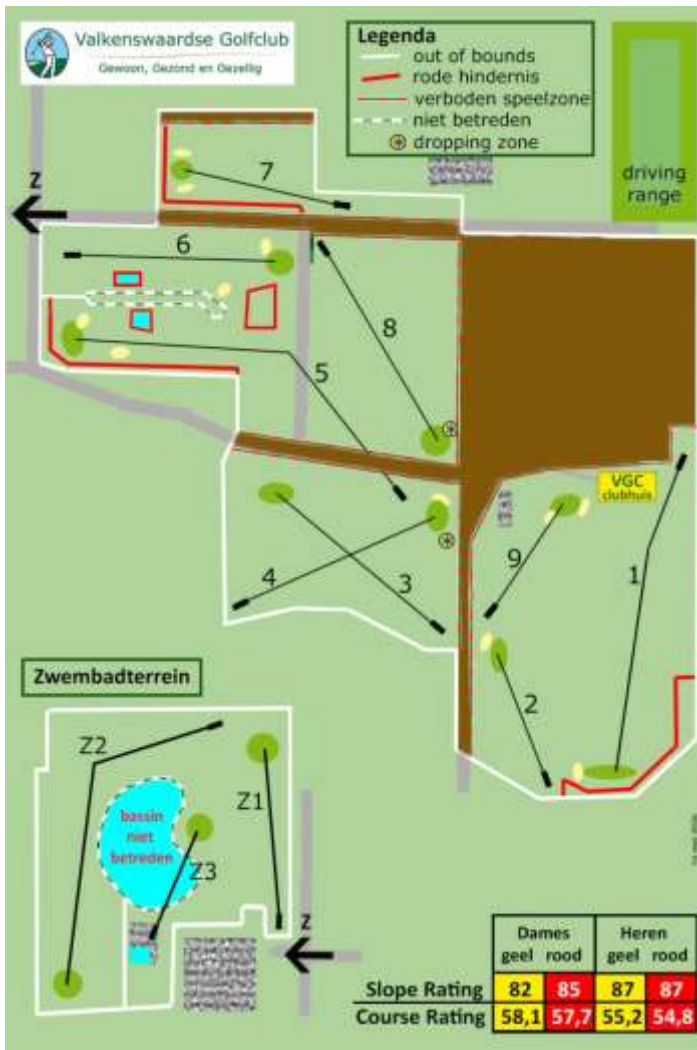 Valkenswaardse Golfclub
Gewoon, Gezond en Gezellig
Legenda
out of bounds
rode hindernis
verboden speelzone
niet betreden
dropping zone
driving
range
Z
7
6
8
5
VGC
clubhuis
9
1
4
3
2
Zwembadterrein
Z2
Z1
bassin
niet
betreden
Z3
Z
Dames Heren
geel rood geel rood
Slope Rating 82 85 87 87
Course Rating 58,1 57,7 55,2 54,8